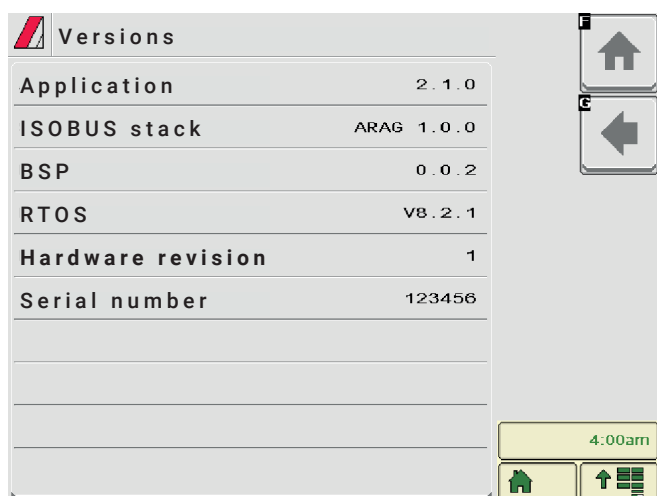 Versions
F
Application 2.1.0
G
ISOBUS stack ARAG 1.0.0
BSP 0.0.2
RTOS V8.2.1
Hardware revision 1
Serial number 123456
4:00am